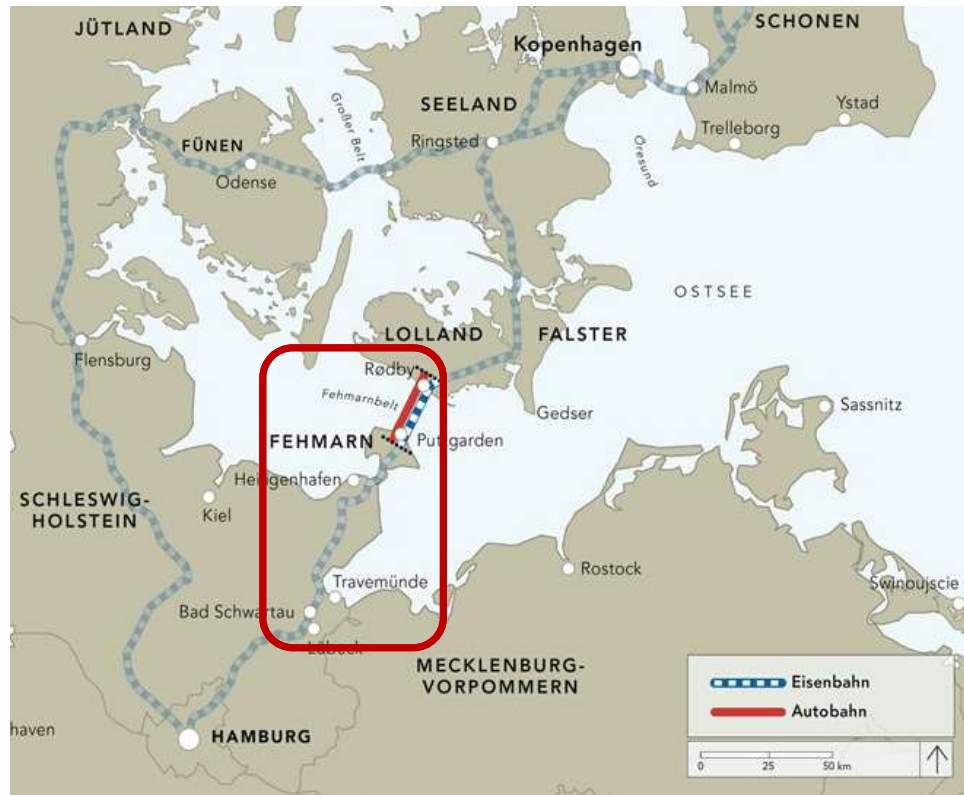 JÜTLAND
SCHONEN
Kopenhagen
Malmö
SEELAND
Großer Belt
Ystad
Ringsted
Trelleborg
FÜNEN
Öresund
Odense
OSTSEE
LOLLAND
FALSTER
Flensburg
Rødby
Fehmarnbelt
Sassnitz
Gedser
FEHMARN
Puttgarden
Heiligenhafen
SCHLESWIG-
HOLSTEIN
Kiel
Rostock
Travemünde
Swinoujscie
Bad Schwartau
Lübeck
MECKLENBURG-
VORPOMMERN
Eisenbahn
Autobahn
haven
HAMBURG
0 25 50 km